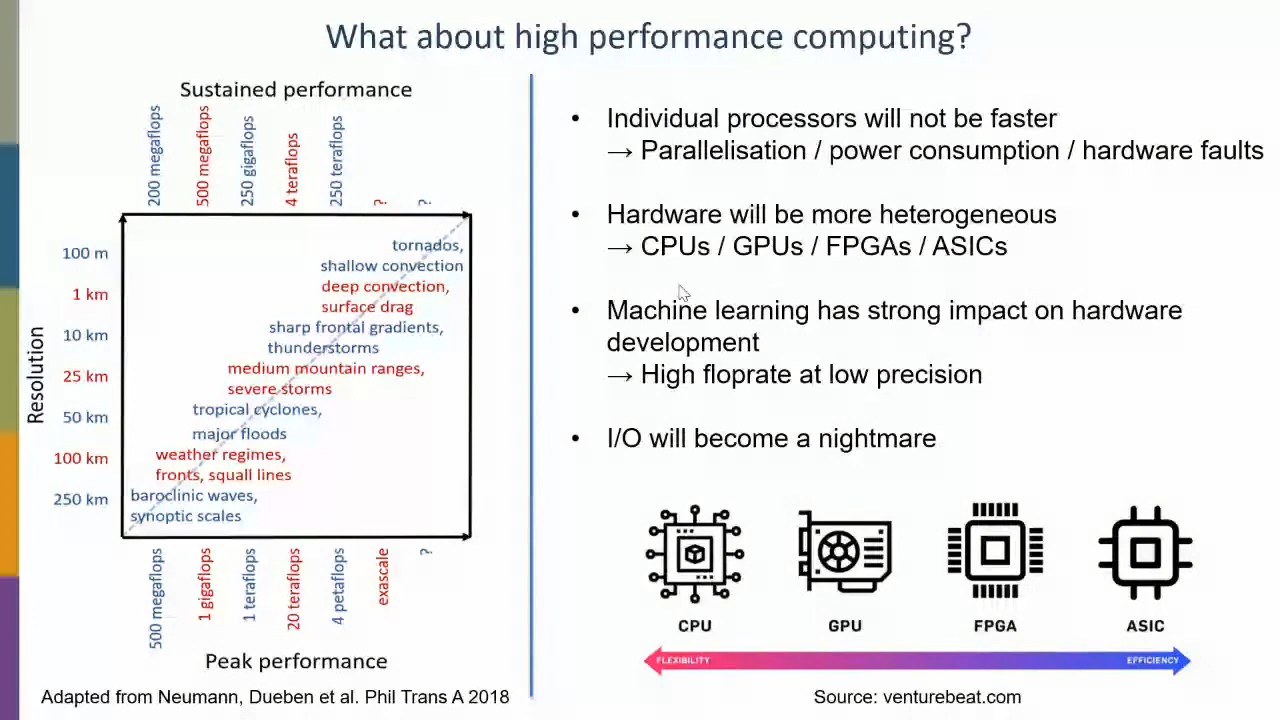 What about high performance computing?
Sustained performance
200 megaflops
500 megaflops
250 gigaflops
4 teraflops
250 teraflops
?
?
Resolution
100 m
1 km
10 km
25 km
50 km
100 km
250 km
tornados,
shallow convection
deep convection,
surface drag
sharp frontal gradients,
thunderstorms
medium mountain ranges,
severe storms
tropical cyclones,
major floods
weather regimes,
fronts, squall lines
baroclinic waves,
synoptic scales
500 megaflops
1 gigaflops
1 teraflops
20 teraflops
4 petaflops
exascale
?
Peak performance
Adapted from Neumann, Dueben et al. Phil Trans A 2018
• Individual processors will not be faster
→ Parallelisation / power consumption / hardware faults
• Hardware will be more heterogeneous
→ CPUs / GPUs / FPGAs / ASICs
• Machine learning has strong impact on hardware
development
→ High floprate at low precision
• I/O will become a nightmare
CPU
GPU
FPGA
ASIC
FLEXIBILITY
EFFICIENCY
Source: venturebeat.com